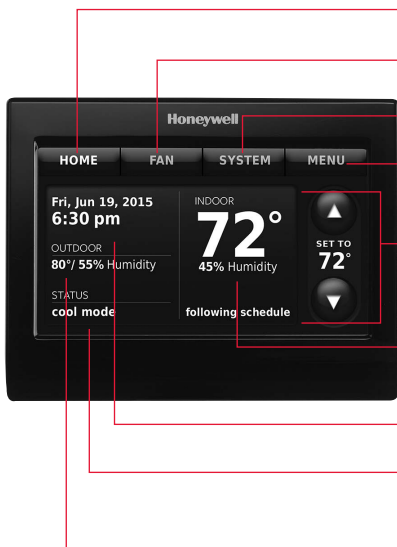 Honeywell
HOME FAN SYSTEM MENU
Fri, Jun 19, 2015
6:30 pm
OUTDOOR
80°/ 55% Humidity
STATUS
cool mode
INDOOR
72°
45% Humidity
following schedule
SET TO
72°